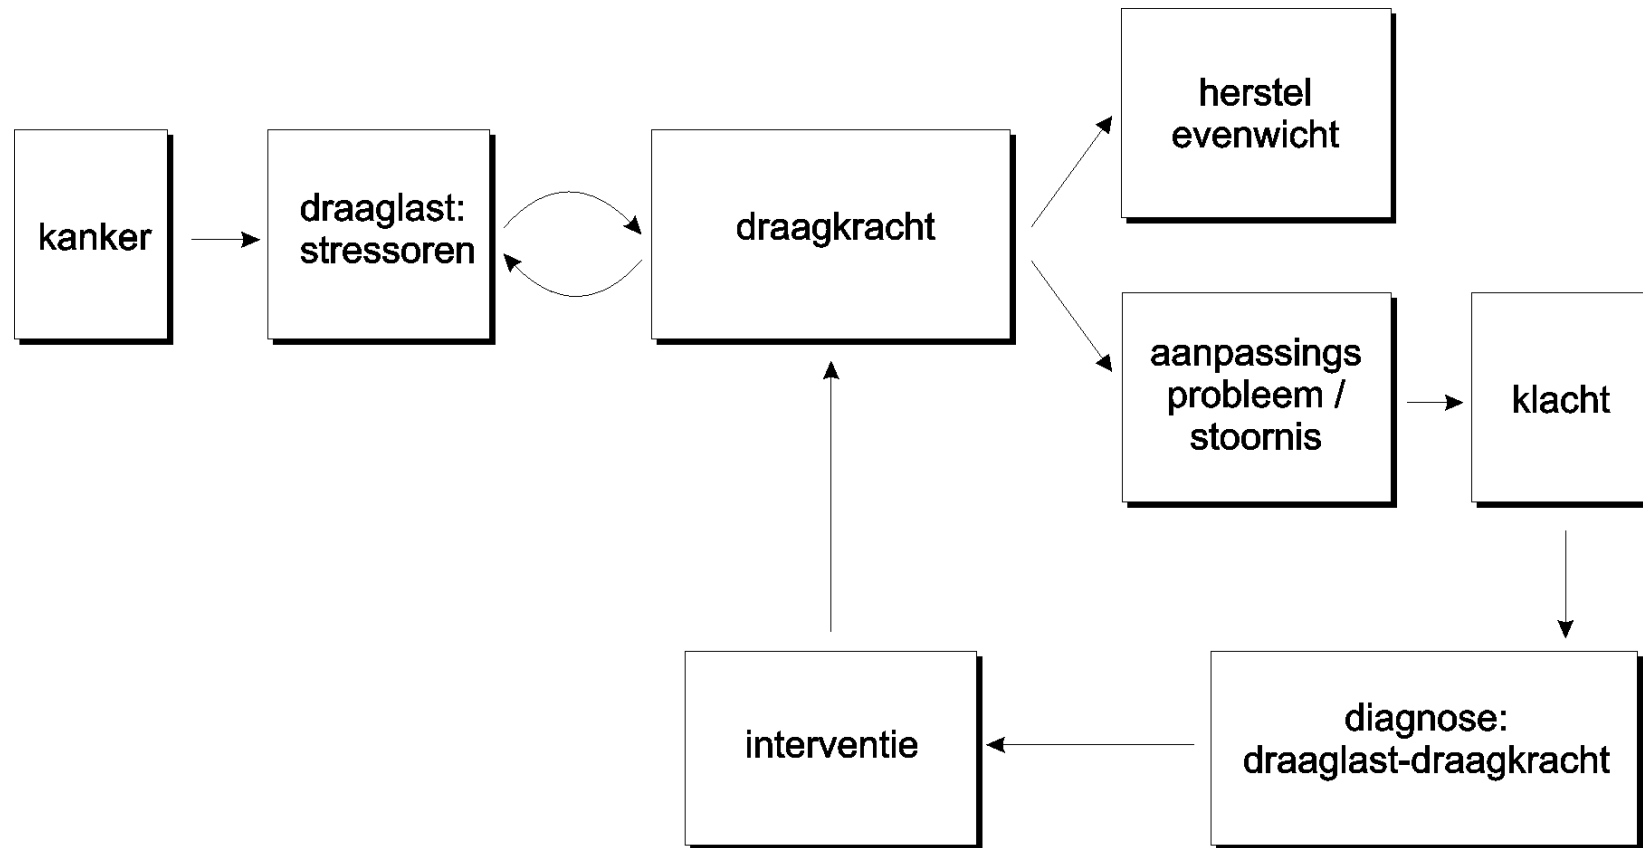 kanker
draaglast:
stressoren
draagkracht
herstel
evenwicht
aanpassings
probleem /
stoornis
klacht
diagnose:
draaglast-draagkracht
interventie